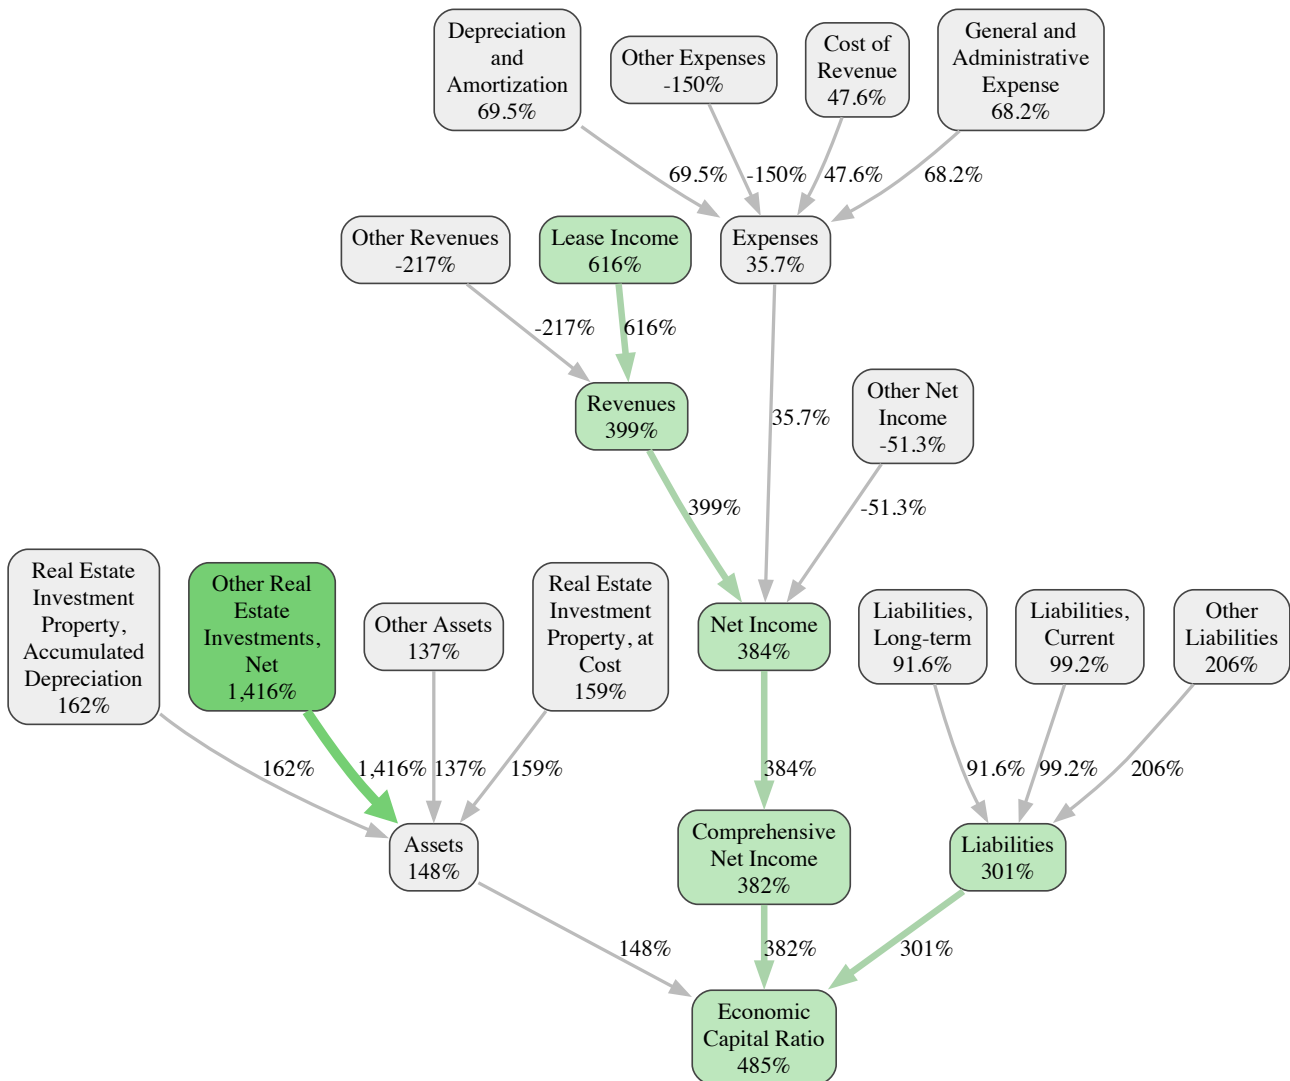 Depreciation
and
Amortization
69.5%
Other Expenses
-150%
Cost of
Revenue
47.6%
General and
Administrative
Expense
68.2%
69.5%
-150%
47.6%
68.2%
Other Revenues
-217%
Lease Income
616%
Expenses
35.7%
-217%
616%
Revenues
399%
35.7%
Other Net
Income
-51.3%
399%
-51.3%
Real Estate
Investment
Property,
Accumulated
Depreciation
162%
Other Real
Estate
Investments,
Net
1,416%
Other Assets
137%
Real Estate
Investment
Property, at
Cost
159%
Net Income
384%
Liabilities,
Long-term
91.6%
Liabilities,
Current
99.2%
Other
Liabilities
206%
162%
1,416%
137%
159%
384%
91.6%
99.2%
206%
Assets
148%
Comprehensive
Net Income
382%
Liabilities
301%
148%
382%
301%
Economic
Capital Ratio
485%